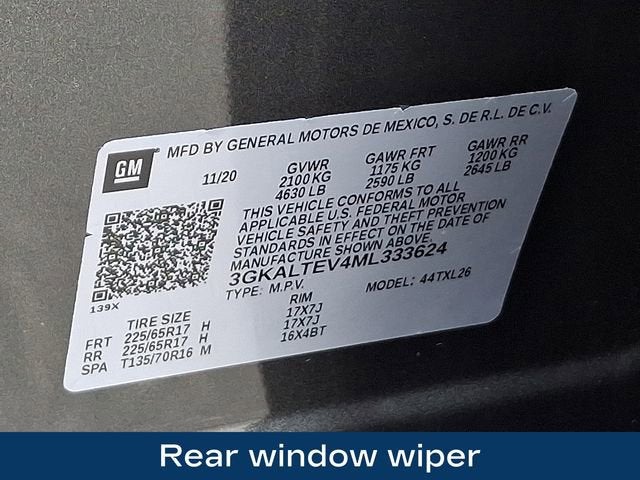 GM
MFD BY GENERAL MOTORS DE MEXICO, S. DE R.L. DE C.V.
11/20 GVWR GAWR FRT GAWR RR
2100 KG 1175 KG 1200 KG
4630 LB 2590 LB 2645 LB
THIS VEHICLE CONFORMS TO ALL
APPLICABLE U.S. FEDERAL MOTOR
VEHICLE SAFETY AND THEFT PREVENTION
STANDARDS IN EFFECT ON THE DATE OF
MANUFACTURE SHOWN ABOVE.
3GKALTEV4ML333624
TYPE: M.P.V. MODEL: 44TXL26
139X
TIRE SIZE RIM
FRT 225/65R17 H 17X7J
RR 225/65R17 H 17X7J
SPA T135/70R16 M 16X4BT
Rear window wiper